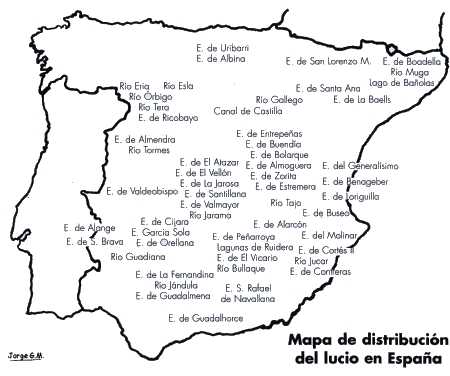 E. de Uribarri
E. de Albina
E. de San Lorenzo M.
E. de Boadella
Río Muga
Lago de Bañolas
Río Eria
Río Esla
E. de Santa Ana
Río Orbigo
Río Gallego
E. de La Baells
Río Tera
Canal de Castilla
E. de Ricobayo
E. de Almendra
Río Tormes
E. de Entrepeñas
E. de Buendía
E. de Bolarque
E. de El Atazar
E. de Almoguera
E. del Generalísimo
E. de El Vellón
E. de Zorita
E. de La Jarosa
E. de Estremera
E. de Benageber
E. de Valdeobispo
E. de Santillana
E. de Loriguilla
E. de Valmayor
Río Tajo
Río Jarama
E. de Buseo
E. de Cijara
E. de Alarcón
E. de Alange
E. Garcia Sola
E. de Peñarroya
E. del Molinar
E. de S. Brava
E. de Orellana
Lagunas de Ruidera
E. de Cortés II
Río Guadiana
E. de El Vicario
Río Jucar
Río Bullaque
E. de Contreras
E. de La Fernandina
Río Jándula
E. S. Rafael
de Navallana
E. de Guadalmena
E. de Guadalhorce
Mapa de distribución
del lucio en España
Jorge G.M.